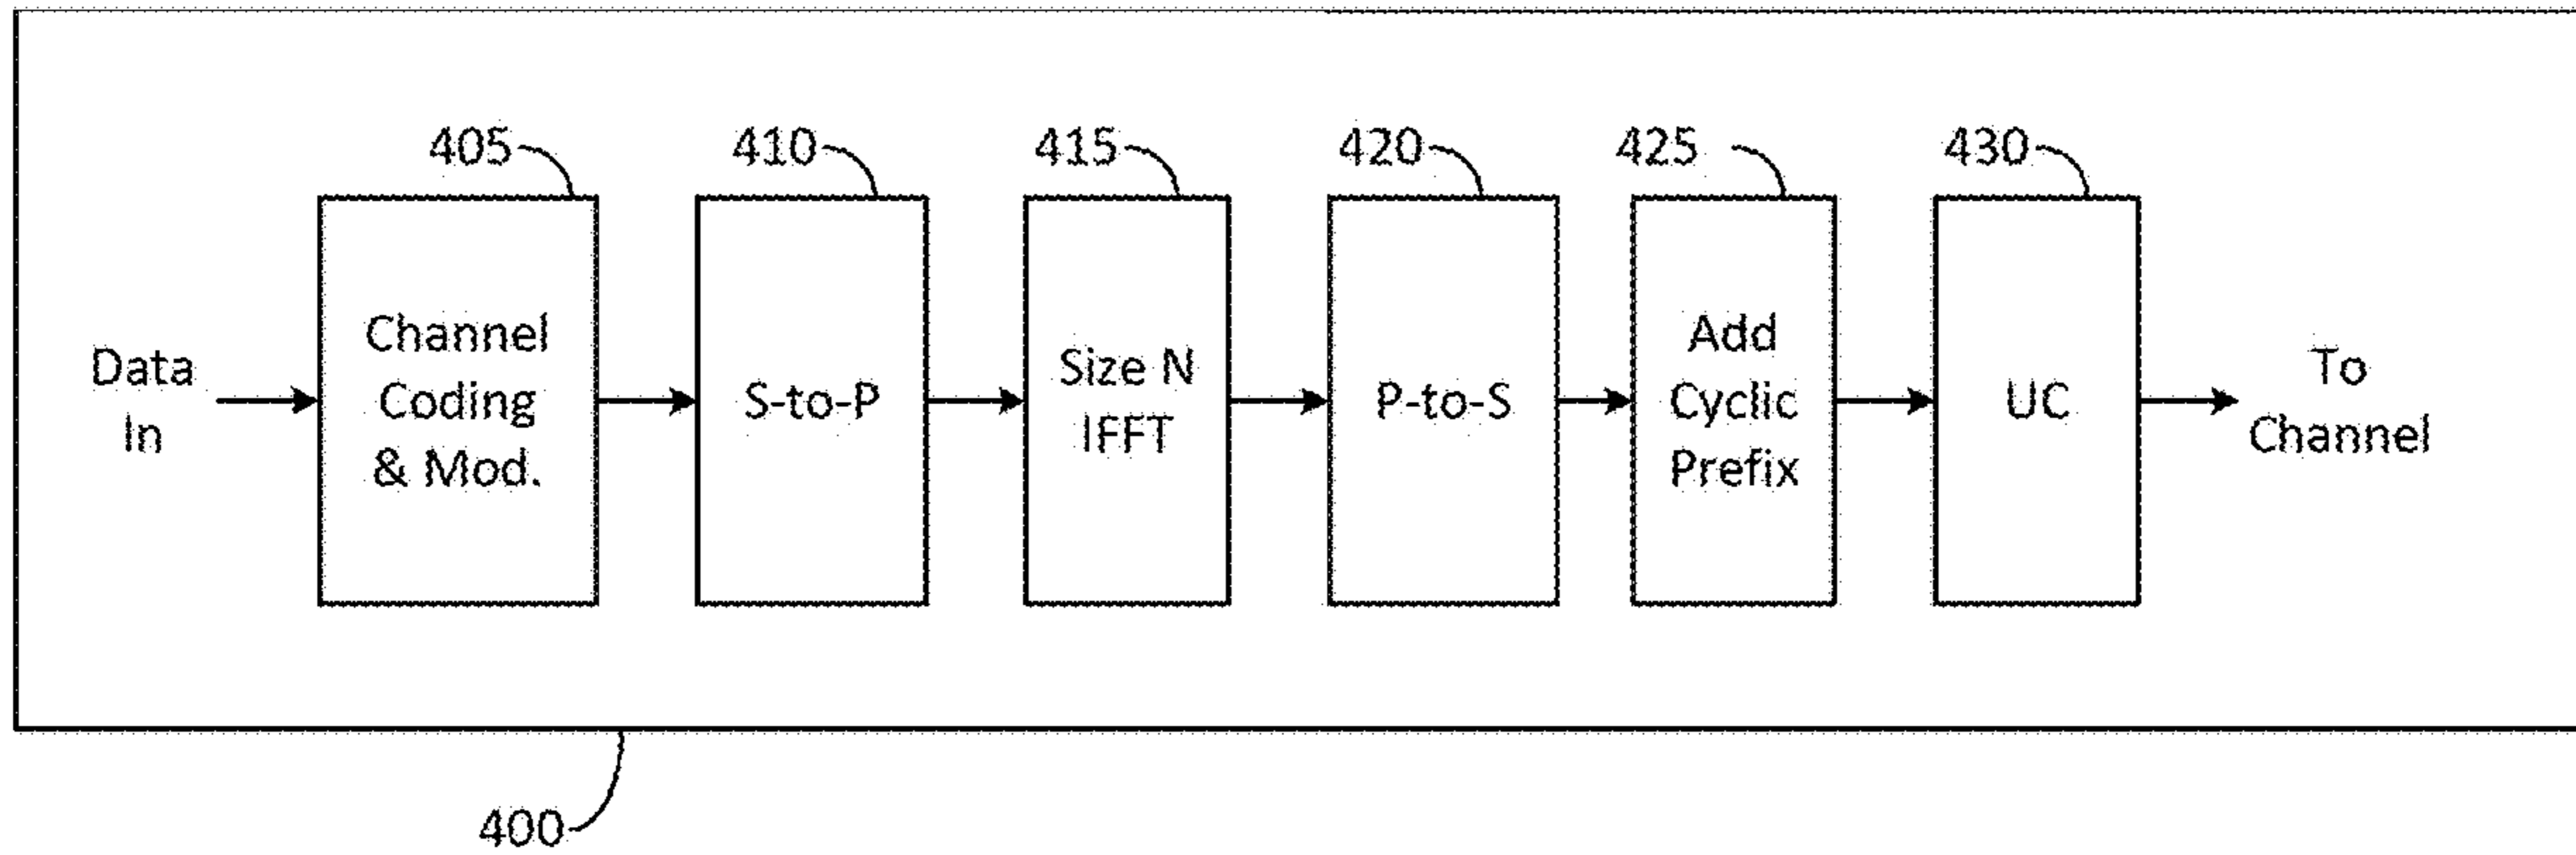 405
410
415
420
425
430
Data
In
Channel
Coding
& Mod.
S-to-P
Size N
IFFT
P-to-S
Add
Cyclic
Prefix
UC
To
Channel
400